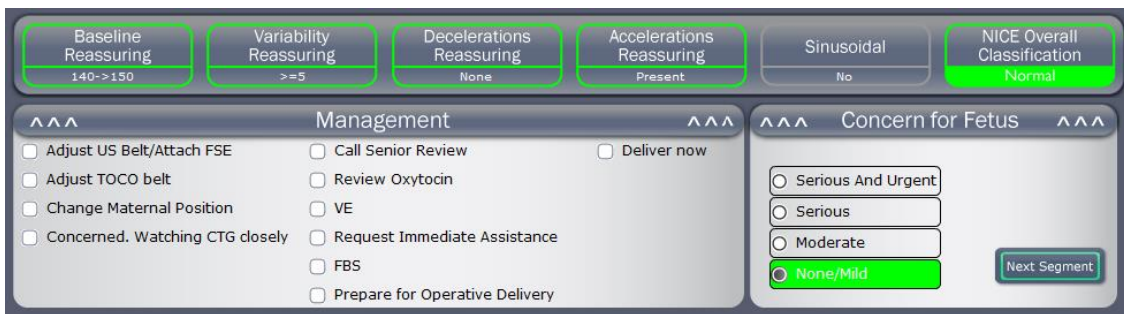 Baseline
Reassuring
140->150
Variability
Reassuring
>=5
Decelerations
Reassuring
None
Accelerations
Reassuring
Present
Sinusoidal
No
NICE Overall
Classification
Normal
^^^ Management ^^^
Adjust US Belt/Attach FSE
Adjust TOCO belt
Change Maternal Position
Concerned. Watching CTG closely
Call Senior Review
Review Oxytocin
VE
Request Immediate Assistance
FBS
Prepare for Operative Delivery
Deliver now
^^^ Concern for Fetus ^^^
Serious And Urgent
Serious
Moderate
None/Mild
Next Segment